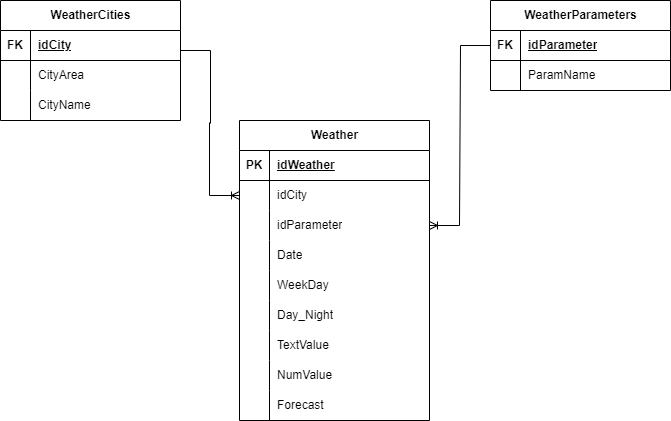 WeatherCities
FK idCity
CityArea
CityName
WeatherParameters
FK idParameter
ParamName
Weather
PK idWeather
idCity
idParameter
Date
WeekDay
Day_Night
TextValue
NumValue
Forecast